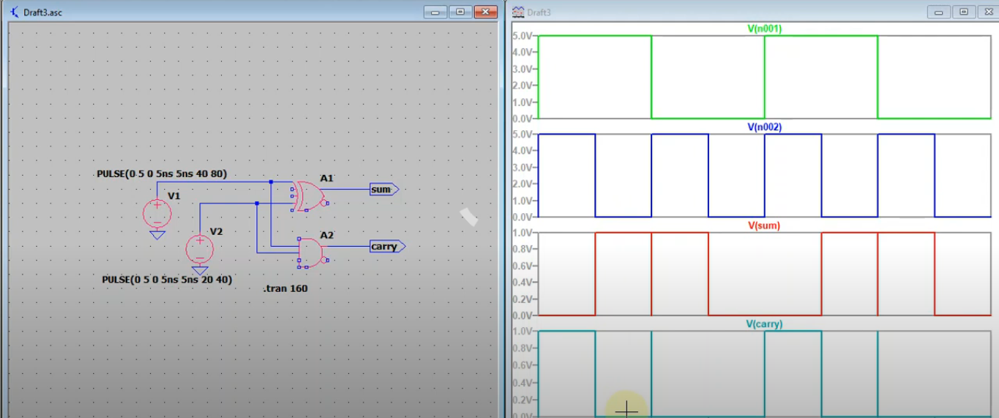 Draft3.asc
PULSE(0 5 0 5ns 5ns 40 80)
V1
A1
sum
V2
A2
carry
PULSE(0 5 0 5ns 5ns 20 40)
.tran 160
Draft3
V(n001)
5.0V
4.0V
3.0V
2.0V
1.0V
0.0V
V(n002)
5.0V
4.0V
3.0V
2.0V
1.0V
0.0V
V(sum)
1.0V
0.8V
0.6V
0.4V
0.2V
0.0V
V(carry)
1.0V
0.8V
0.6V
0.4V
0.2V
0.0V